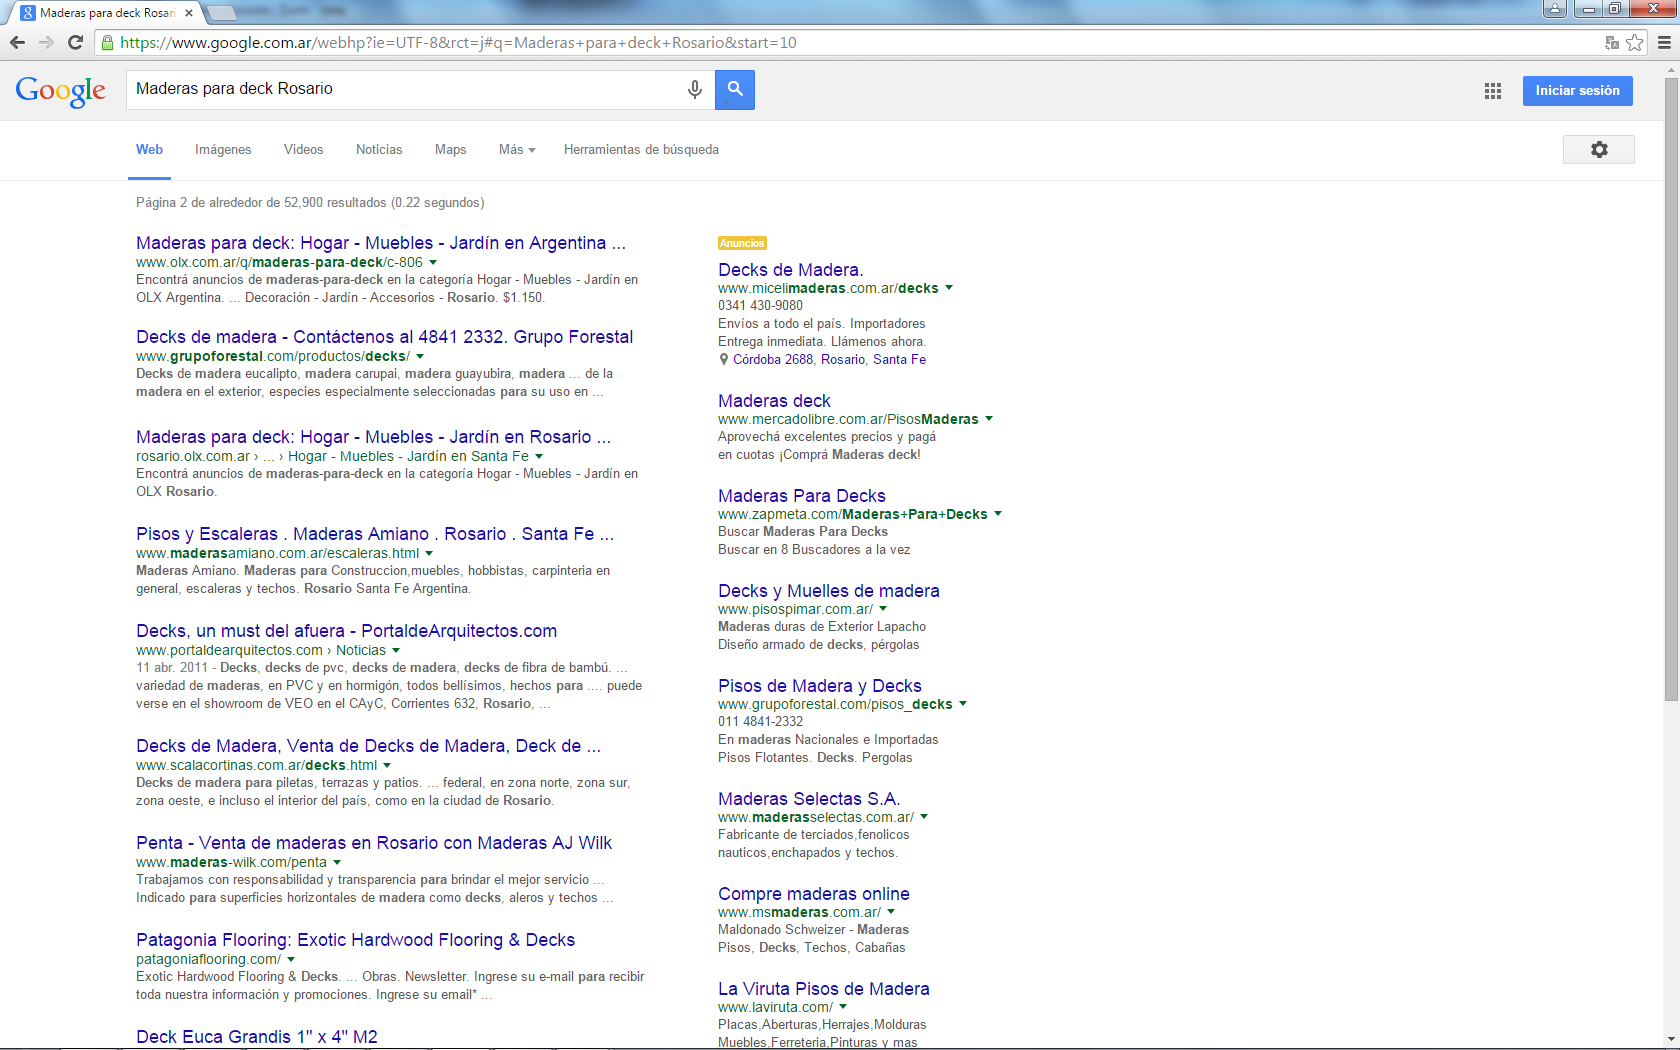 Maderas para deck Rosari
https://www.google.com.ar/webhp?ie=UTF-8&rct=j#q=Maderas+para+deck+Rosario&start=10
Google
Maderas para deck Rosario
Iniciar sesión
Web Imágenes Videos Noticias Maps Más Herramientas de búsqueda
Página 2 de alrededor de 52,900 resultados (0.22 segundos)
Maderas para deck: Hogar - Muebles - Jardín en Argentina ...
www.olx.com.ar/q/maderas-para-deck/c-806
Encontrá anuncios de maderas-para-deck en la categoría Hogar - Muebles - Jardín en
OLX Argentina. ... Decoración - Jardín - Accesorios - Rosario. $1.150.
Decks de madera - Contáctenos al 4841 2332. Grupo Forestal
www.grupoforestal.com/productos/decks/
Decks de madera eucalipto, madera carupai, madera guayubira, madera ... de la
madera en el exterior, especies especialmente seleccionadas para su uso en ...
Maderas para deck: Hogar - Muebles - Jardín en Rosario ...
rosario.olx.com.ar › ... › Hogar - Muebles - Jardín en Santa Fe
Encontrá anuncios de maderas-para-deck en la categoría Hogar - Muebles - Jardín en
OLX Rosario.
Pisos y Escaleras . Maderas Amiano . Rosario . Santa Fe ...
www.maderasamiano.com.ar/escaleras.html
Maderas Amiano. Maderas para Construccion,muebles, hobbistas, carpinteria en
general, escaleras y techos. Rosario Santa Fe Argentina.
Decks, un must del afuera - PortaldeArquitectos.com
www.portaldearquitectos.com › Noticias
11 abr. 2011 - Decks, decks de pvc, decks de madera, decks de fibra de bambú. ...
variedad de maderas, en PVC y en hormigón, todos bellísimos, hechos para .... puede
verse en el showroom de VEO en el CAyC, Corrientes 632, Rosario, ...
Decks de Madera, Venta de Decks de Madera, Deck de ...
www.scalacortinas.com.ar/decks.html
Decks de madera para piletas, terrazas y patios. ... federal, en zona norte, zona sur,
zona oeste, e incluso el interior del país, como en la ciudad de Rosario.
Penta - Venta de maderas en Rosario con Maderas AJ Wilk
www.maderas-wilk.com/penta
Trabajamos con responsabilidad y transparencia para brindar el mejor servicio ...
Indicado para superficies horizontales de madera como decks, aleros y techos ...
Patagonia Flooring: Exotic Hardwood Flooring & Decks
patagoniaflooring.com/
Exotic Hardwood Flooring & Decks. ... Obras. Newsletter. Ingrese su e-mail para recibir
toda nuestra información y promociones. Ingrese su email* ...
Deck Euca Grandis 1" x 4" M2
Anuncios
Decks de Madera.
www.micelimaderas.com.ar/decks
0341 430-9080
Envíos a todo el país. Importadores
Entrega inmediata. Llámenos ahora.
Córdoba 2688, Rosario, Santa Fe
Maderas deck
www.mercadolibre.com.ar/PisosMaderas
Aprovechá excelentes precios y pagá
en cuotas ¡Comprá Maderas deck!
Maderas Para Decks
www.zapmeta.com/Maderas+Para+Decks
Buscar Maderas Para Decks
Buscar en 8 Buscadores a la vez
Decks y Muelles de madera
www.pisospimar.com.ar/
Maderas duras de Exterior Lapacho
Diseño armado de decks, pérgolas
Pisos de Madera y Decks
www.grupoforestal.com/pisos_decks
011 4841-2332
En maderas Nacionales e Importadas
Pisos Flotantes. Decks. Pergolas
Maderas Selectas S.A.
www.maderasselectas.com.ar/
Fabricante de terciados,fenolicos
nauticos,enchapados y techos.
Compre maderas online
www.msmaderas.com.ar/
Maldonado Schweizer - Maderas
Pisos, Decks, Techos, Cabañas
La Viruta Pisos de Madera
www.laviruta.com/
Placas,Aberturas,Herrajes,Molduras
Muebles,Ferreteria,Pinturas y mas